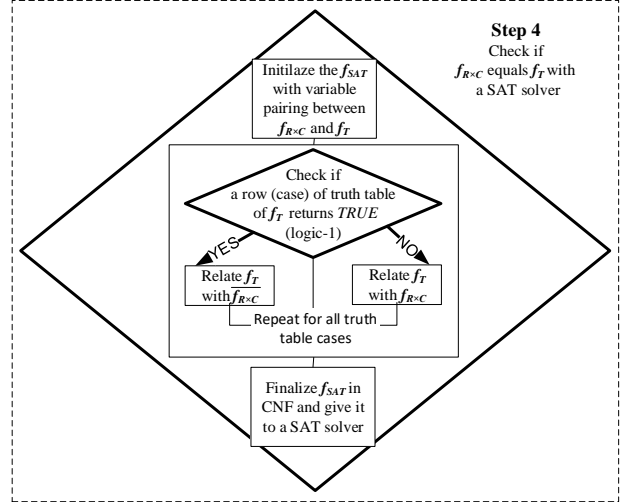 Step 4
Check if
f_{R×C} equals f_T with
a SAT solver
Initilaze the f_{SAT}
with variable
pairing between
f_{R×C} and f_T
Check if
a row (case) of truth table
of f_T returns TRUE
(logic-1)
YES
NO
Relate f_T
with \overline{f_{R×C}}
Relate f_T
with f_{R×C}
Repeat for all truth
table cases
Finalize f_{SAT} in
CNF and give it
to a SAT solver